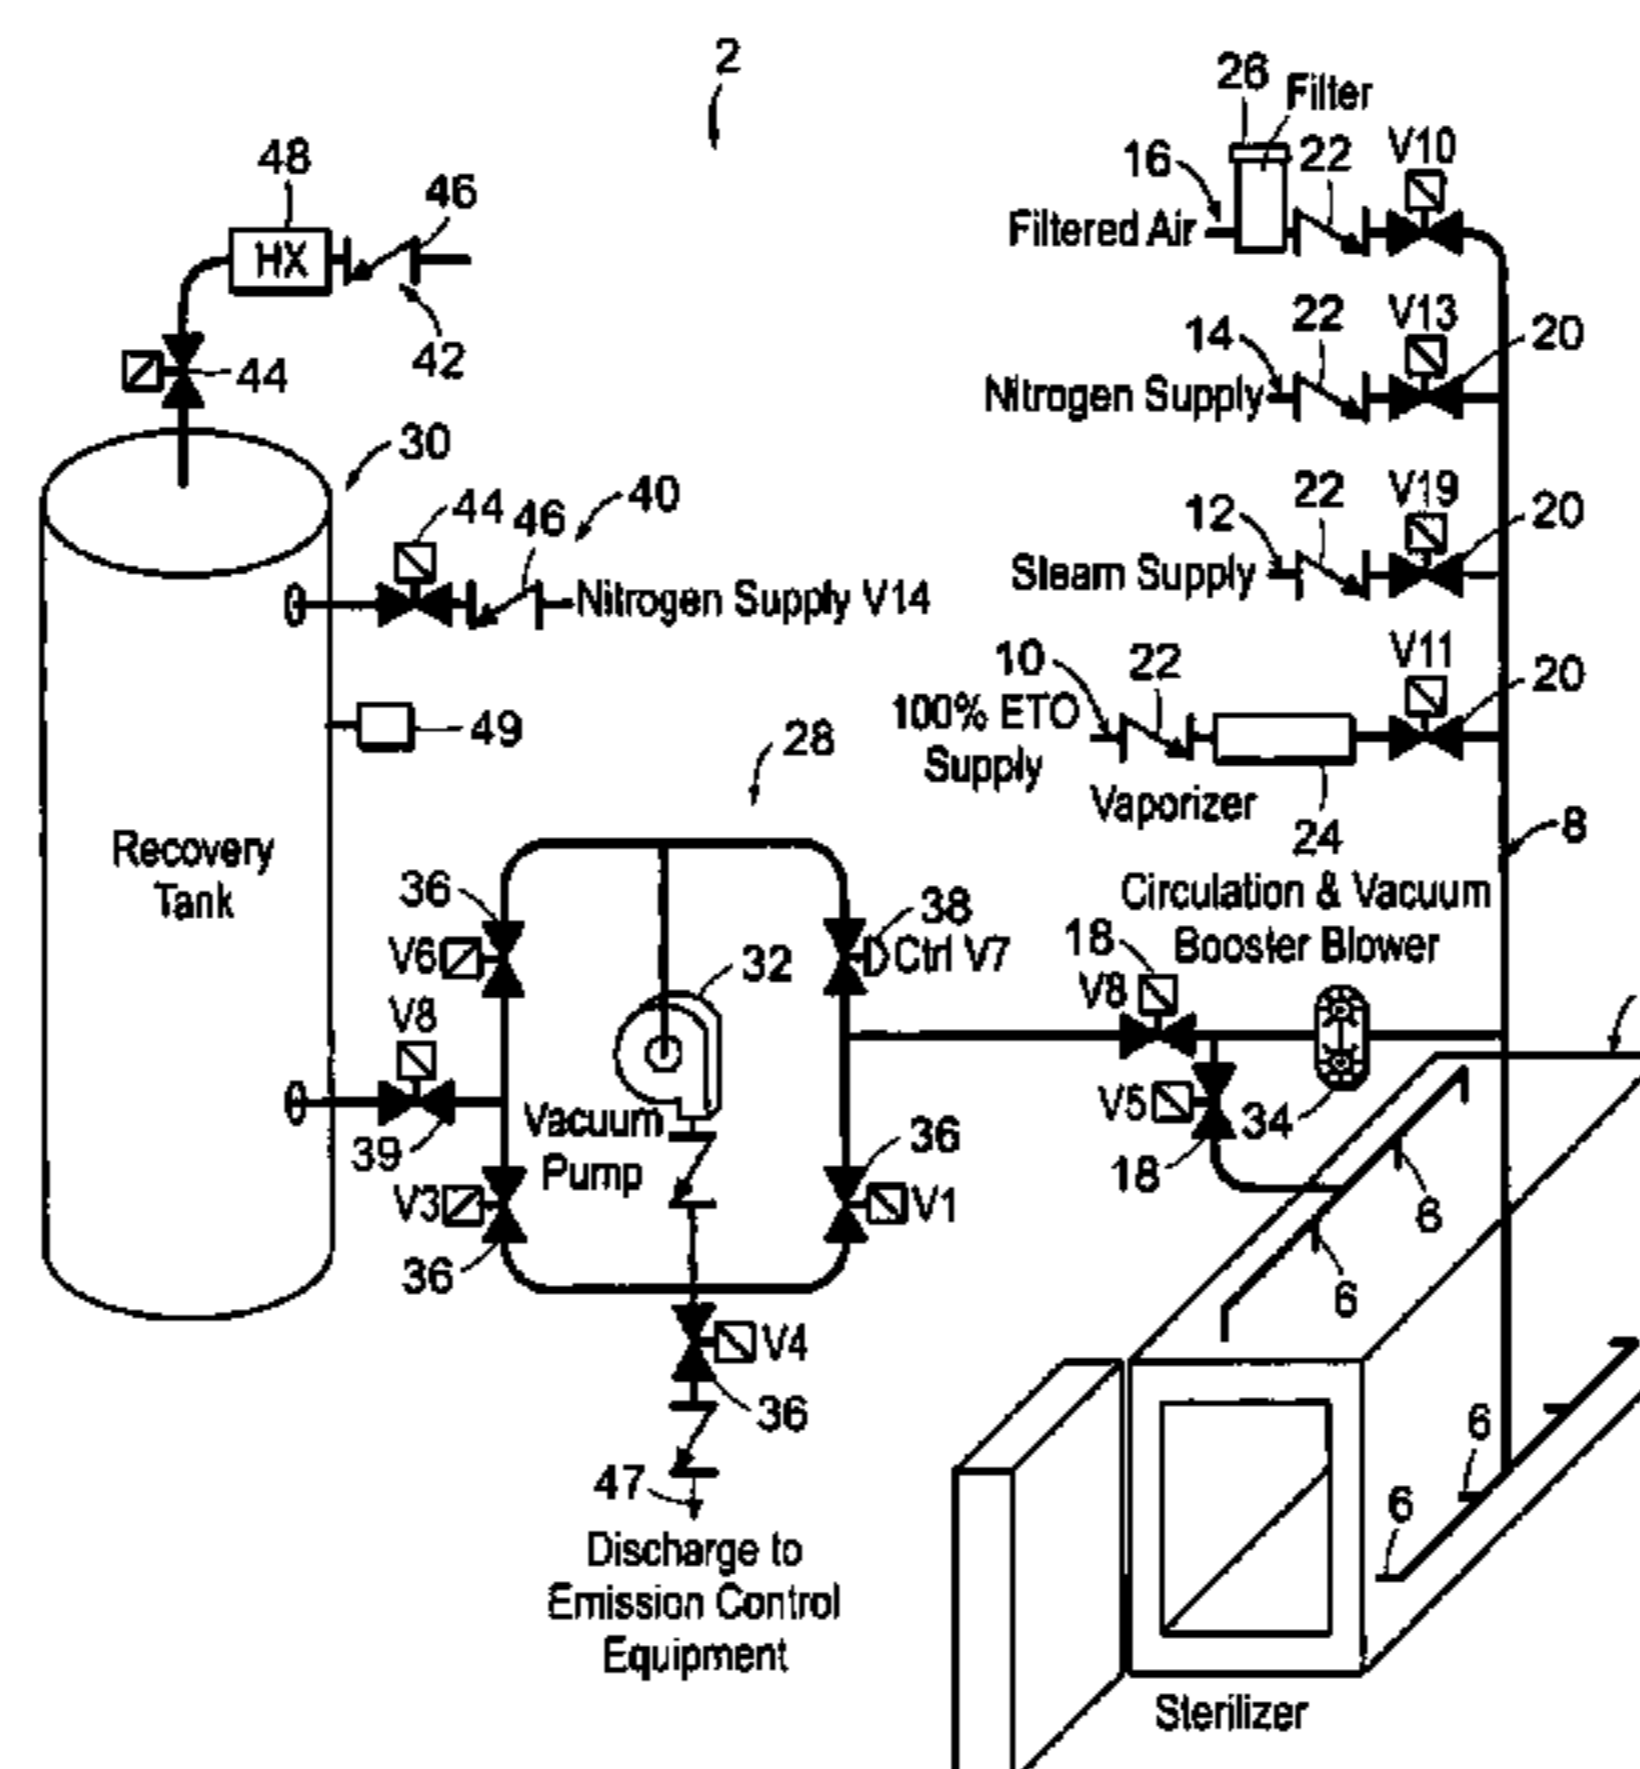 2
26
Filter
16
22
V10
Filtered Air
48
46
HX
42
44
14
22
V13
20
Nitrogen Supply
30
44
46
40
Nitrogen Supply V14
12
22
V19
20
Steam Supply
49
10
22
V11
20
100% ETO
Supply
Vaporizer
24
28
8
Recovery
Tank
Circulation & Vacuum
Booster Blower
36
V6
38
Ctrl V7
32
18
V8
V8
39
Vacuum
Pump
V5
18
34
36
V3
36
V1
6
6
V4
36
47
6
6
Discharge to
Emission Control
Equipment
Sterilizer